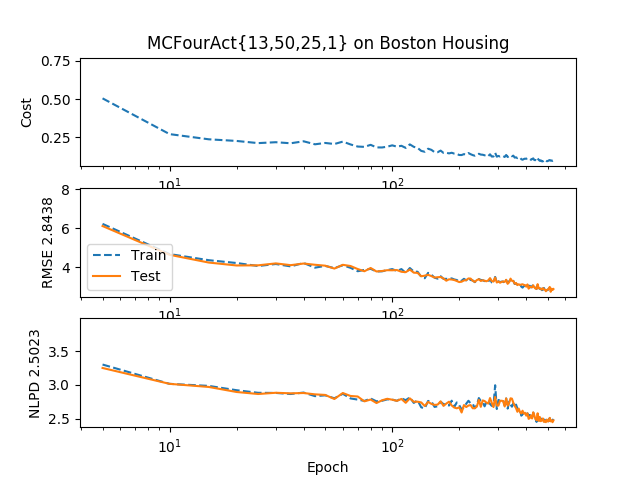 MCFourAct{13,50,25,1} on Boston Housing
Cost
0.75
0.50
0.25
10¹
10²
RMSE 2.8438
8
6
4
Train
Test
10¹
10²
NLPD 2.5023
3.5
3.0
2.5
10¹
10²
Epoch